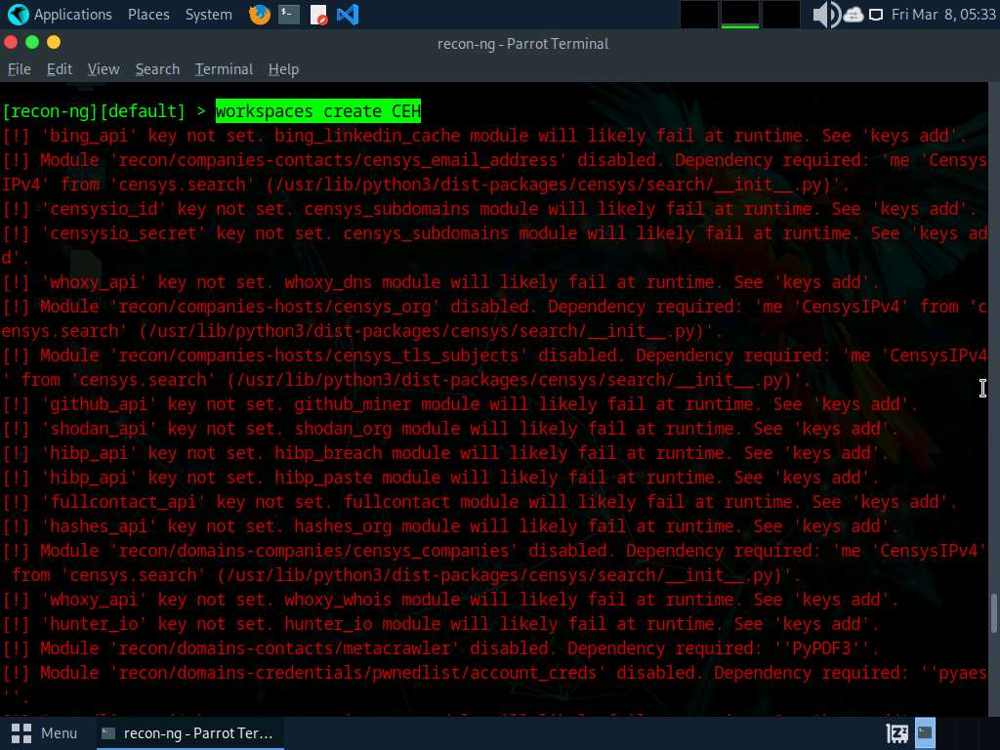 Applications Places System Fri Mar 8, 05:33
recon-ng - Parrot Terminal
File Edit View Search Terminal Help
[recon-ng][default] > workspaces create CEH
[!] 'bing_api' key not set. bing_linkedin_cache module will likely fail at runtime. See 'keys add'.
[!] Module 'recon/companies-contacts/censys_email_address' disabled. Dependency required: 'me 'Censys
IPv4' from 'censys.search' (/usr/lib/python3/dist-packages/censys/search/__init__.py)'.
[!] 'censysio_id' key not set. censys_subdomains module will likely fail at runtime. See 'keys add'.
[!] 'censysio_secret' key not set. censys_subdomains module will likely fail at runtime. See 'keys ad
d'.
[!] 'whoxy_api' key not set. whoxy_dns module will likely fail at runtime. See 'keys add'.
[!] Module 'recon/companies-hosts/censys_org' disabled. Dependency required: 'me 'CensysIPv4' from 'c
ensys.search' (/usr/lib/python3/dist-packages/censys/search/__init__.py)'.
[!] Module 'recon/companies-hosts/censys_tls_subjects' disabled. Dependency required: 'me 'CensysIPv4
' from 'censys.search' (/usr/lib/python3/dist-packages/censys/search/__init__.py)'.
[!] 'github_api' key not set. github_miner module will likely fail at runtime. See 'keys add'.
[!] 'shodan_api' key not set. shodan_org module will likely fail at runtime. See 'keys add'.
[!] 'hibp_api' key not set. hibp_breach module will likely fail at runtime. See 'keys add'.
[!] 'hibp_api' key not set. hibp_paste module will likely fail at runtime. See 'keys add'.
[!] 'fullcontact_api' key not set. fullcontact module will likely fail at runtime. See 'keys add'.
[!] 'hashes_api' key not set. hashes_org module will likely fail at runtime. See 'keys add'.
[!] Module 'recon/domains-companies/censys_companies' disabled. Dependency required: 'me 'CensysIPv4'
from 'censys.search' (/usr/lib/python3/dist-packages/censys/search/__init__.py)'.
[!] 'whoxy_api' key not set. whoxy_whois module will likely fail at runtime. See 'keys add'.
[!] 'hunter_io' key not set. hunter_io module will likely fail at runtime. See 'keys add'.
[!] Module 'recon/domains-contacts/metacrawler' disabled. Dependency required: ''PyPDF3''.
[!] Module 'recon/domains-credentials/pwnedlist/account_creds' disabled. Dependency required: ''pyaes
''.
Menu recon-ng - Parrot Ter...